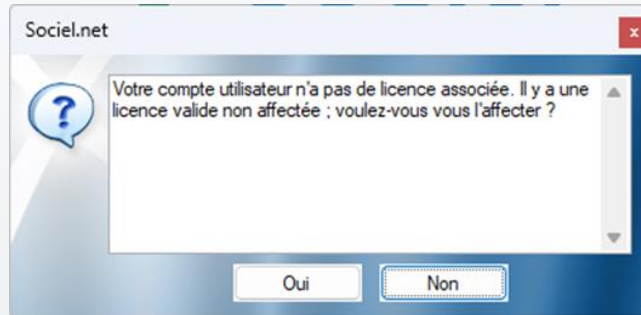 Sociel.net
x
Votre compte utilisateur n'a pas de licence associée. Il y a une
licence valide non affectée ; voulez-vous vous l'affecter ?
?
Oui
Non